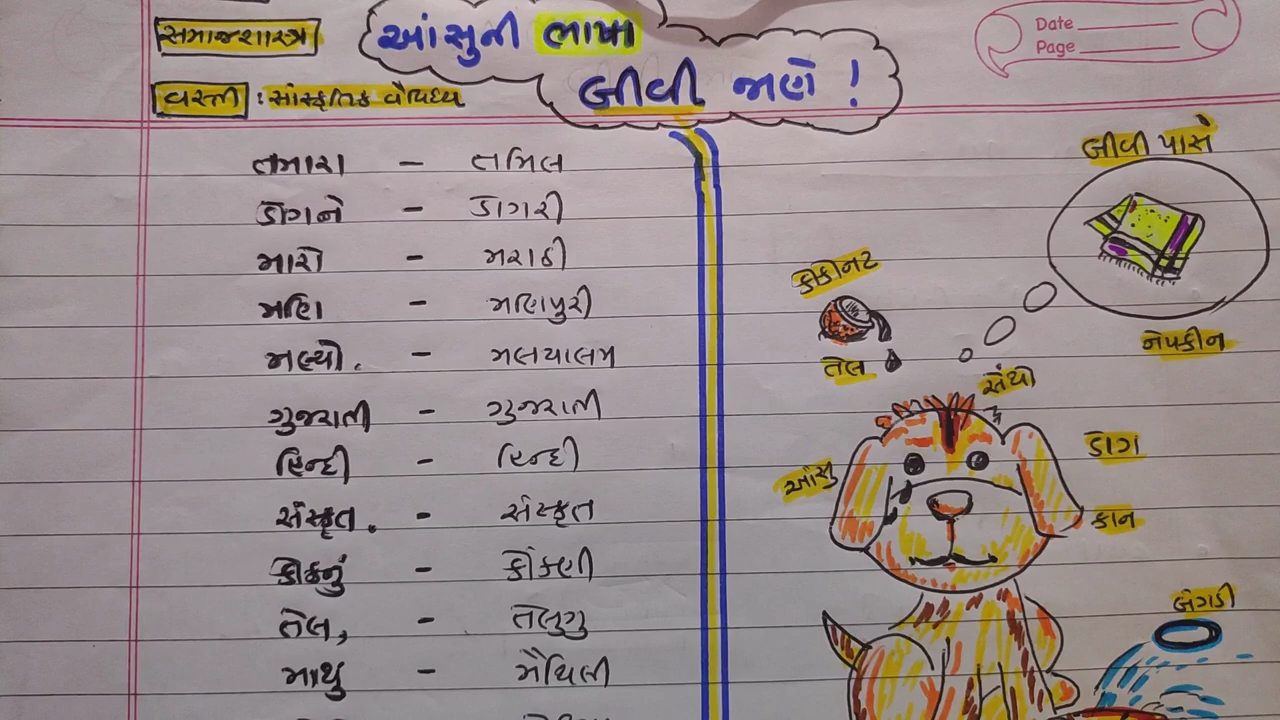 સમાજશાસ્ત્ર
આંસુની ભાષા
જીવી જાણે !
વસ્તી : સાંસ્કૃતિક વૈવિધ્ય
Date
Page
તમારા - તમિલ
ડોગને - ડોગરી
મારો - મરાઠી
મણિ - મણિપુરી
મલ્યો. - મલયાલમ
ગુજરાતી - ગુજરાતી
હિન્દી - હિન્દી
સંસ્કૃત. - સંસ્કૃત
કોકનું - કોંકણી
તેલ, - તેલુગુ
માથુ - મૈથિલી
જીવી પાસે
નેપકીન
કોકોનટ
તેલ
સેંથો
ડોગ
આંસુ
કાન
બંગડી